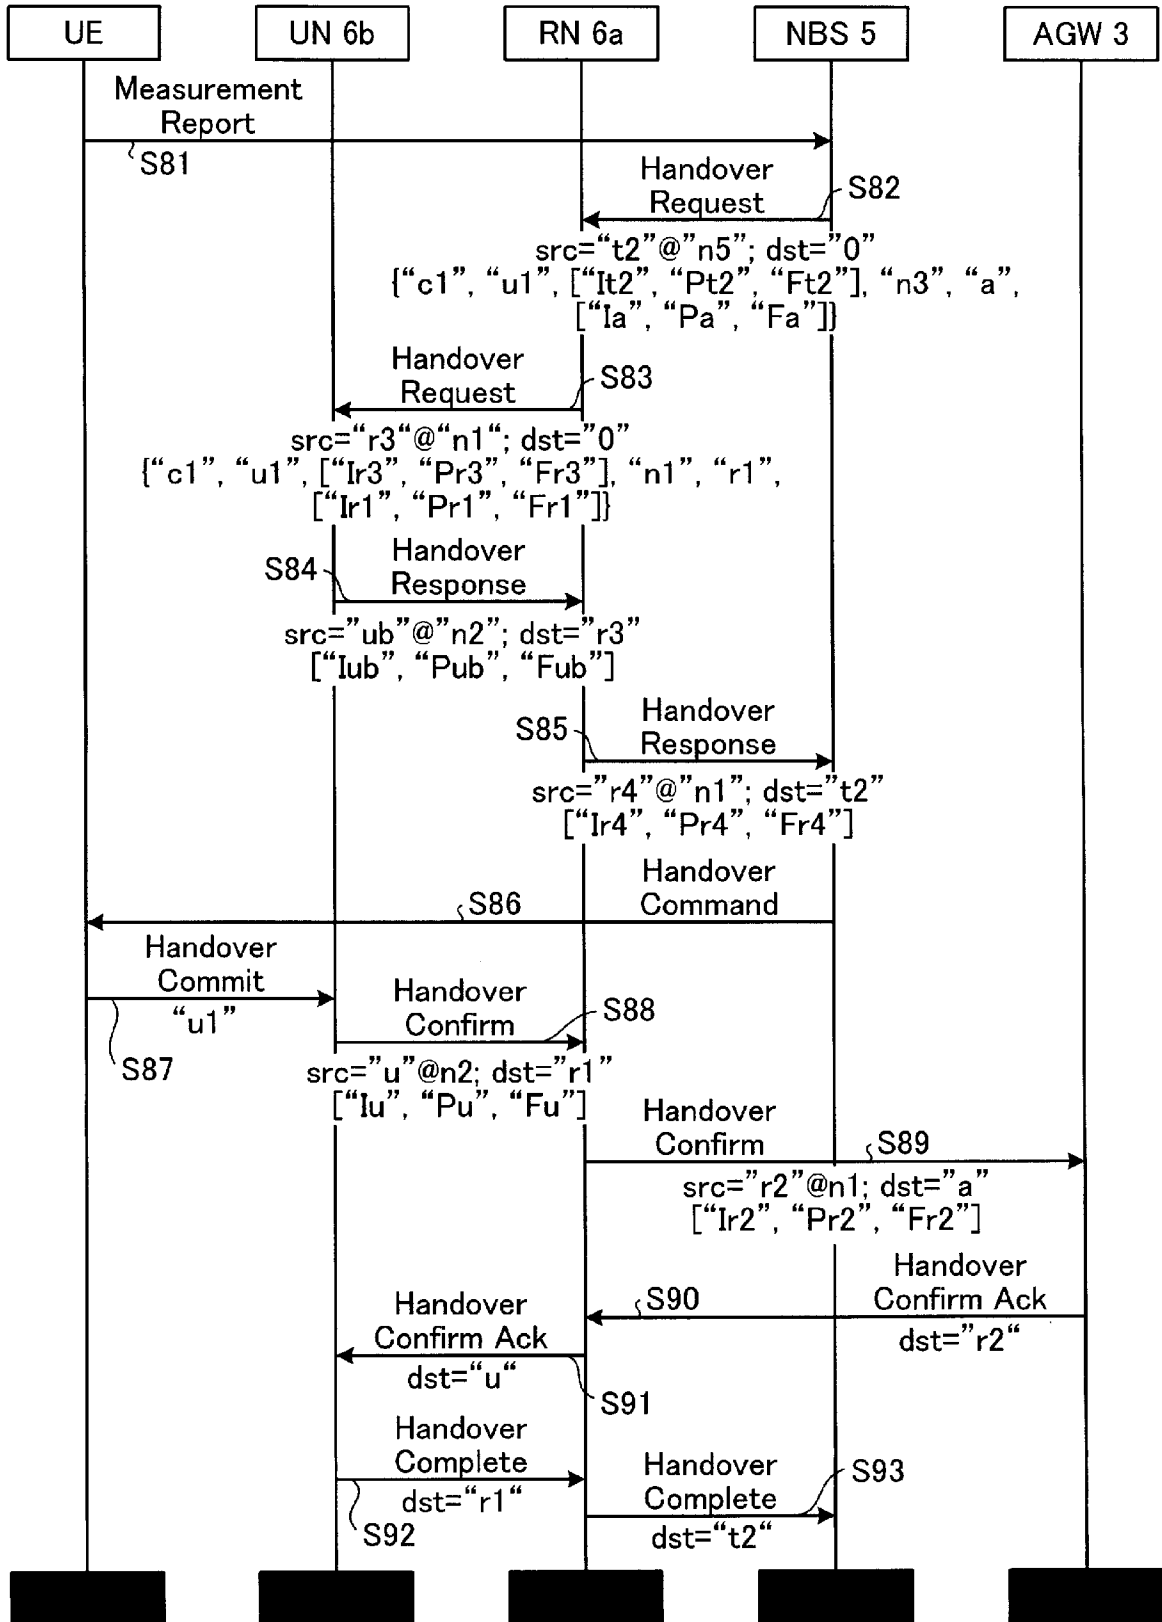 UE
UN 6b
RN 6a
NBS 5
AGW 3
Measurement
Report
S81
Handover
Request
S82
src=“t2”@”n5”; dst=”0”
{“c1”, “u1”, [“It2”, “Pt2”, “Ft2”], “n3”, “a”,
[“Ia”, “Pa”, “Fa”]}
Handover
Request
S83
src=“r3“@“n1“; dst=”0”
{“c1”, “u1”, [“Ir3”, “Pr3”, “Fr3”], “n1”, “r1”,
[“Ir1”, “Pr1”, “Fr1”]}
Handover
Response
S84
src=”ub”@”n2”; dst=”r3”
[“Iub”, “Pub”, “Fub”]
Handover
Response
S85
src=”r4”@”n1”; dst=”t2”
[“Ir4”, “Pr4”, “Fr4”]
Handover
Command
S86
Handover
Commit
“u1”
S87
Handover
Confirm
S88
src=”u”@n2; dst=”r1”
[“Iu”, “Pu”, “Fu”]
Handover
Confirm
S89
src=”r2”@n1; dst=”a”
[“Ir2”, “Pr2”, “Fr2”]
Handover
Confirm Ack
S90
dst=”r2“
Handover
Confirm Ack
dst=“u“
S91
Handover
Complete
dst=“r1“
S92
Handover
Complete
S93
dst=“t2“